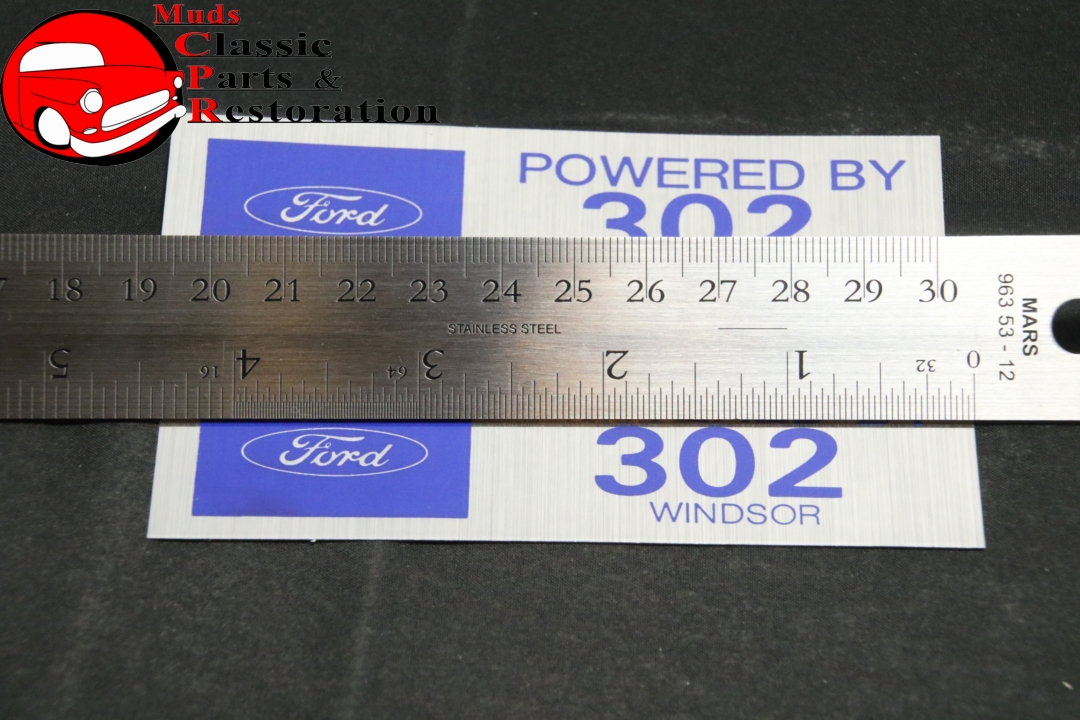 Muds
Classic
Parts &
Restoration
Ford
POWERED BY
302
18 19 20 21 22 23 24 25 26 27 28 29 30
STAINLESS STEEL
MARS
963 53 - 12
5 16 4 64 3 2 1 32 0
Ford
302
WINDSOR